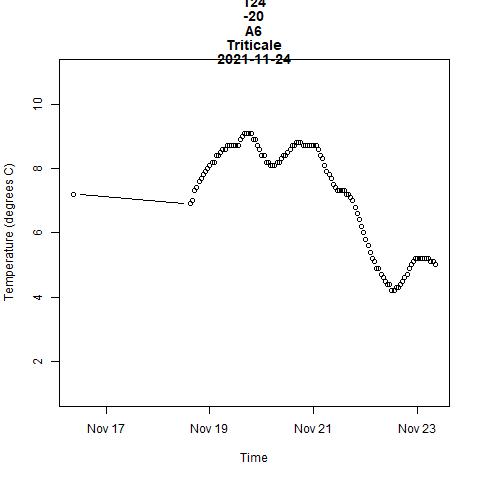 124
-20
A6
Triticale
2021-11-24
10
8
6
4
2
Temperature (degrees C)
Nov 17 Nov 19 Nov 21 Nov 23
Time